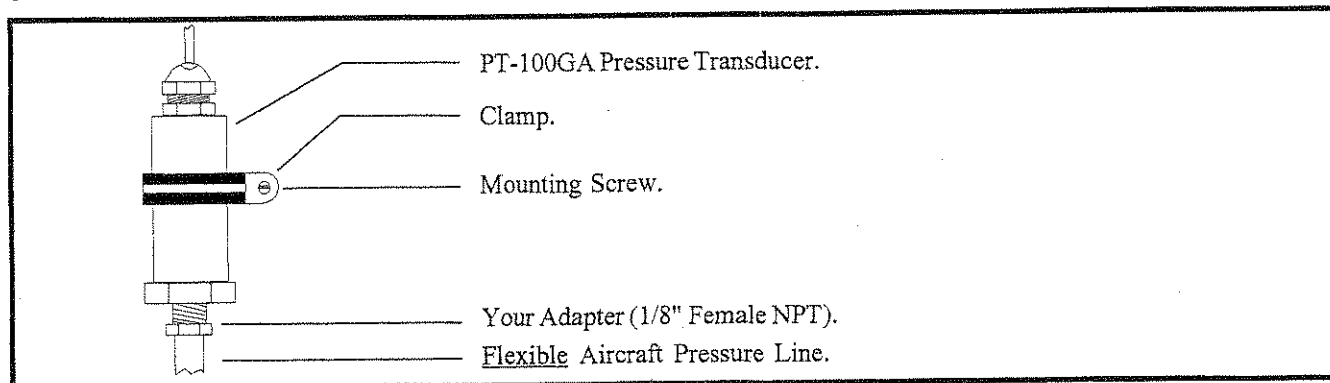 PT-100GA Pressure Transducer.
Clamp.
Mounting Screw.
Your Adapter (1/8" Female NPT).
Flexible Aircraft Pressure Line.